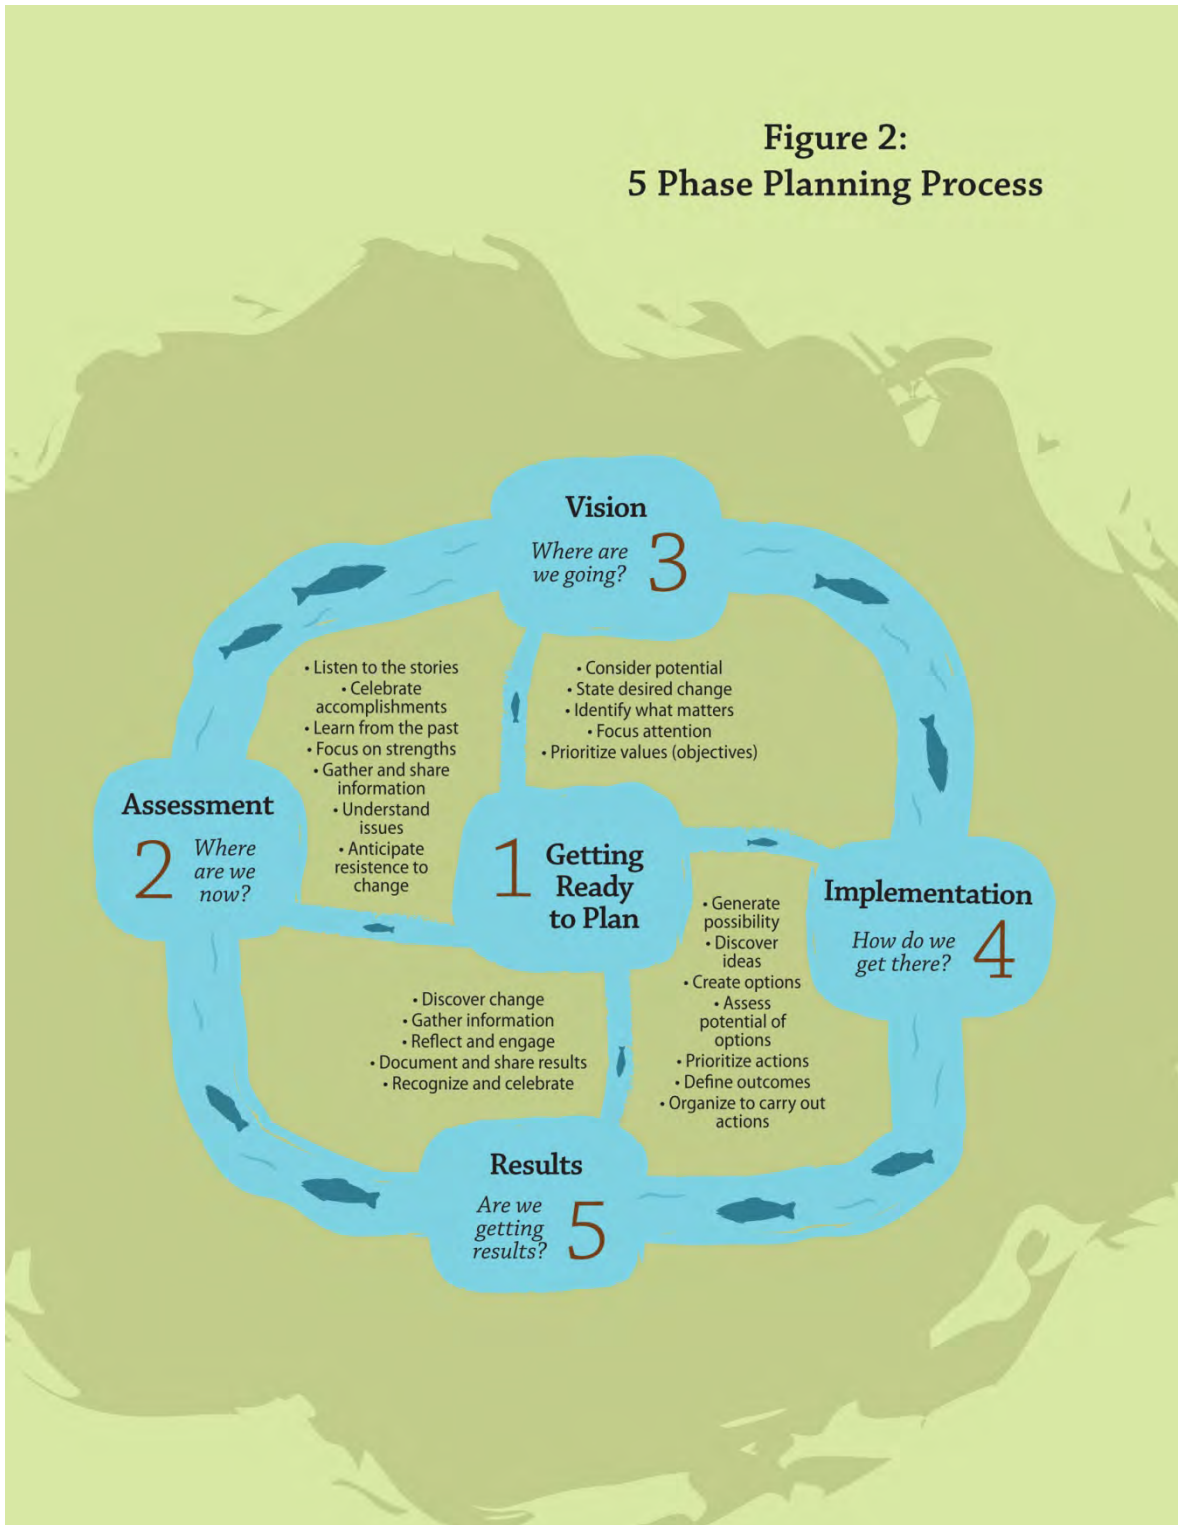 Figure 2:
5 Phase Planning Process
Vision
Where are
we going?
3
• Listen to the stories
• Celebrate
accomplishments
• Learn from the past
• Focus on strengths
• Gather and share
information
• Understand
issues
• Anticipate
resistence to
change
• Consider potential
• State desired change
• Identify what matters
• Focus attention
• Prioritize values (objectives)
Assessment
2
Where
are we
now?
1
Getting
Ready
to Plan
Implementation
How do we
get there?
4
• Generate
possibility
• Discover
ideas
• Create options
• Assess
potential of
options
• Prioritize actions
• Define outcomes
• Organize to carry out
actions
• Discover change
• Gather information
• Reflect and engage
• Document and share results
• Recognize and celebrate
Results
Are we
getting
results?
5